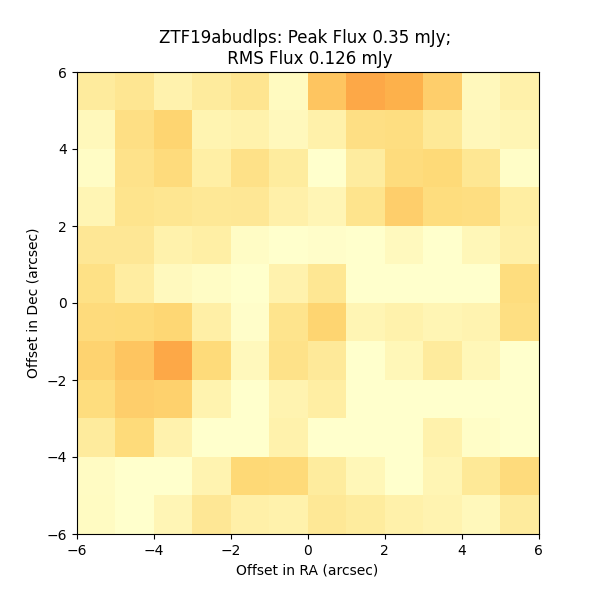 ZTF19abudlps: Peak Flux 0.35 mJy;
RMS Flux 0.126 mJy
6
4
2
0
−2
−4
−6
Offset in Dec (arcsec)
−6 −4 −2 0 2 4 6
Offset in RA (arcsec)